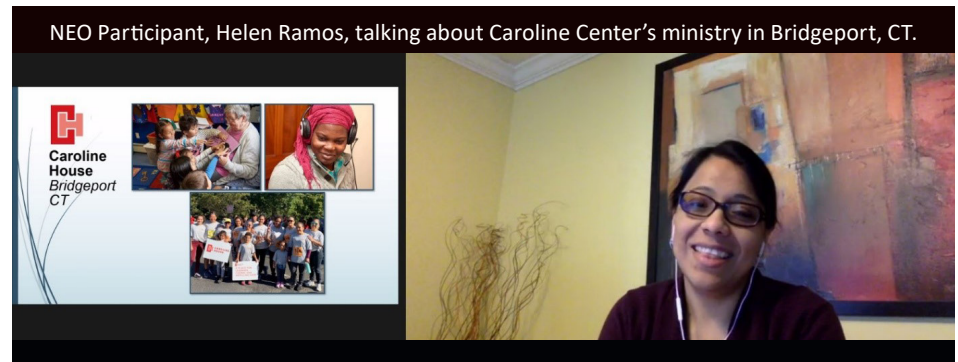 NEO Participant, Helen Ramos, talking about Caroline Center’s ministry in Bridgeport, CT.
Caroline
House
Bridgeport
CT